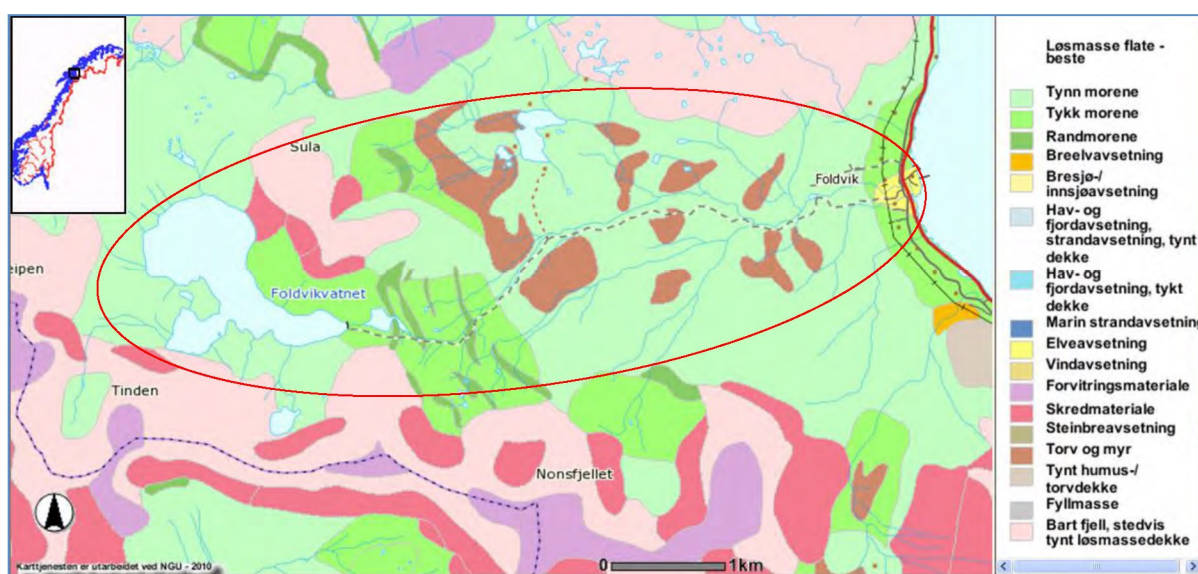 Sula
_Foldvik
eipen
Foldvikvatnet
Tinden
Nonsfjellet
0 1km
Karttjenesten er utarbeidet ved NGU - 2010
Løsmasse flate -
beste
Tynn morene
Tykk morene
Randmorene
Breelvavsetning
Bresjø-/
innsjøavsetning
Hav- og
fjordavsetning,
strandavsetning, tynt
dekke
Hav- og
fjordavsetning, tykt
dekke
Marin strandavsetning
Elveavsetning
Vindavsetning
Forvitringsmateriale
Skredmateriale
Steinbreavsetning
Torv og myr
Tynt humus-/
torvdekke
Fyllmasse
Bart fjell, stedvis
tynt løsmassedekke